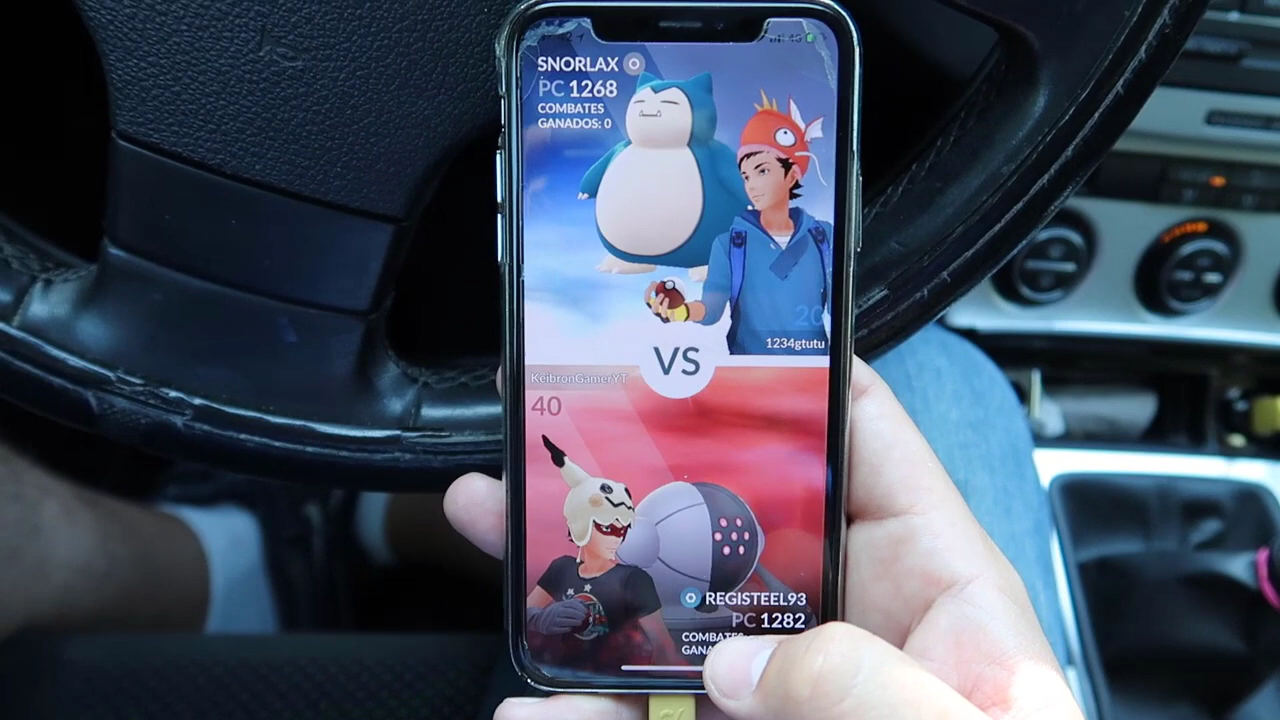 SNORLAX
PC 1268
COMBATES
GANADOS: 0
20
1234gtutu
VS
KeibronGamerYT
40
REGISTEEL93
PC 1282